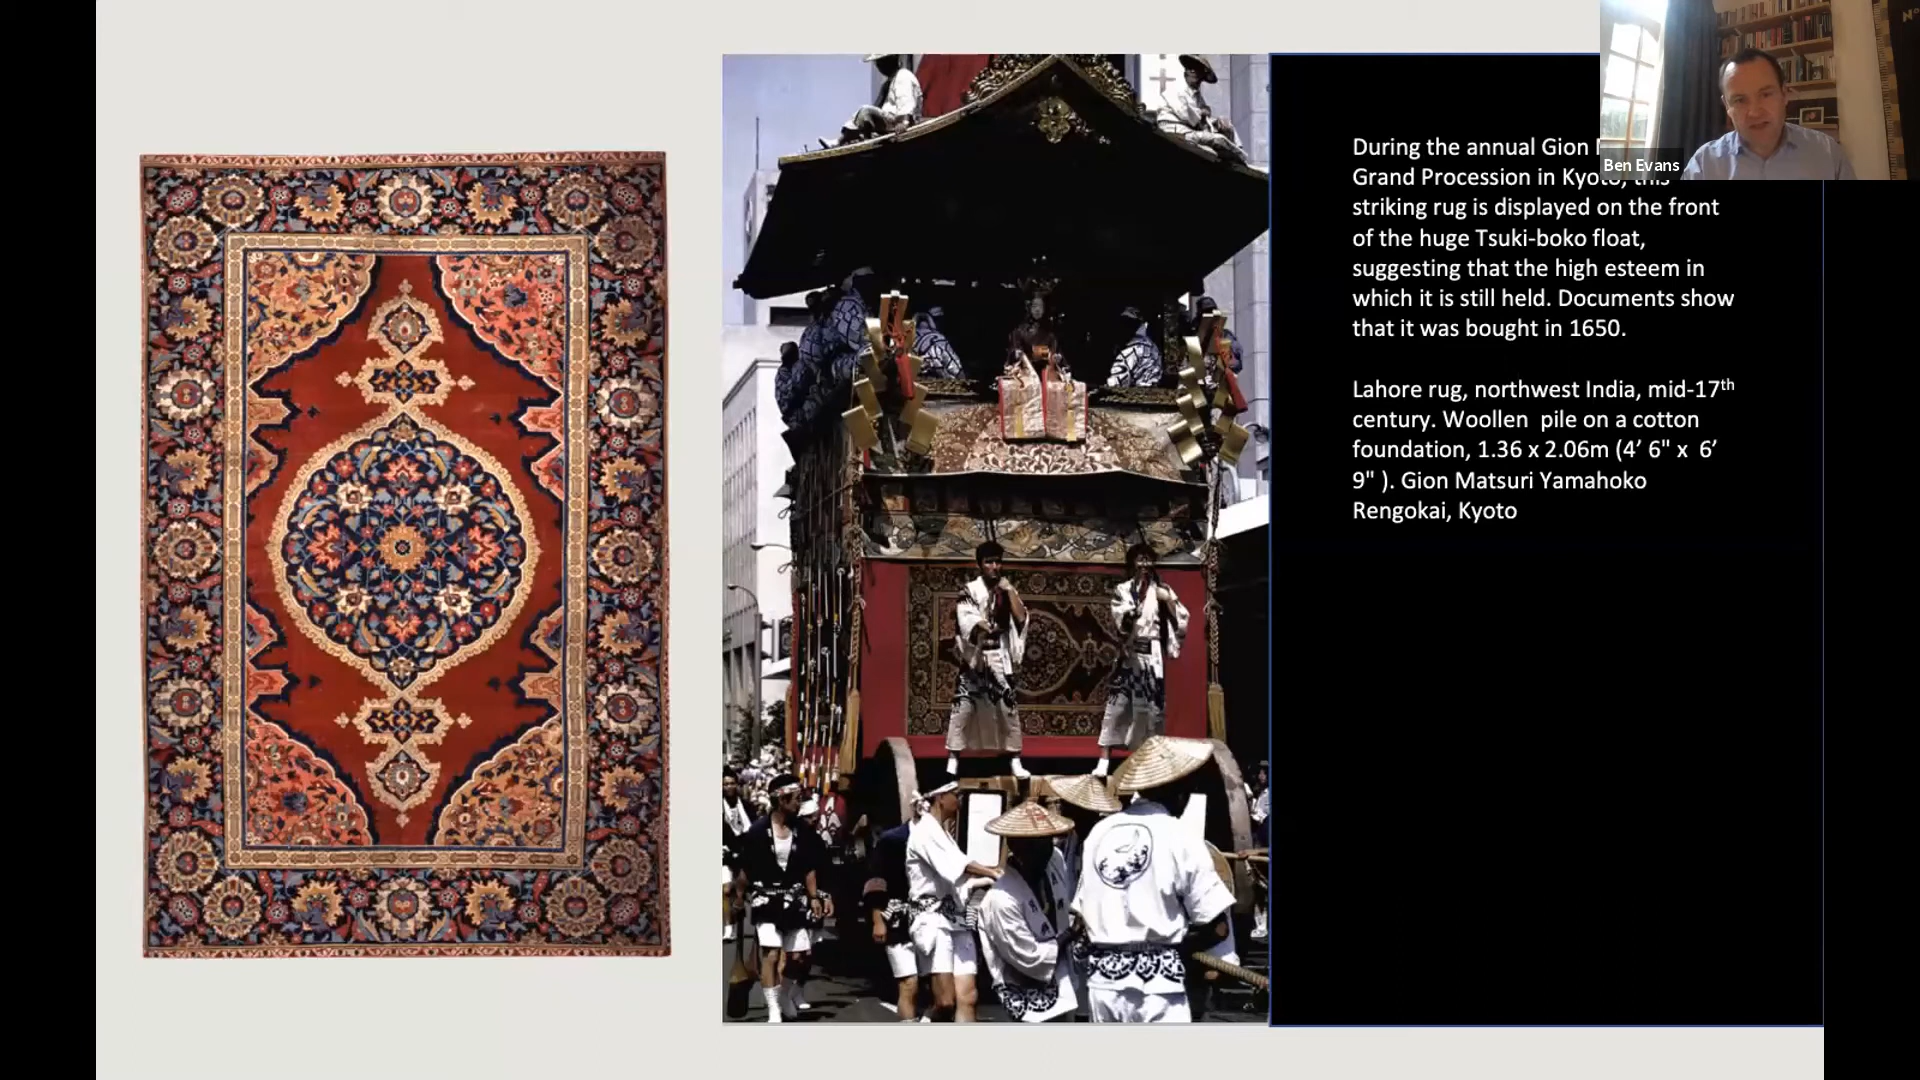 During the annual Gion
Grand Procession in Kyoto, this
striking rug is displayed on the front
of the huge Tsuki-boko float,
suggesting that the high esteem in
which it is still held. Documents show
that it was bought in 1650.
Lahore rug, northwest India, mid-17th
century. Woollen pile on a cotton
foundation, 1.36 x 2.06m (4’ 6" x 6’
9" ). Gion Matsuri Yamahoko
Rengokai, Kyoto
Ben Evans